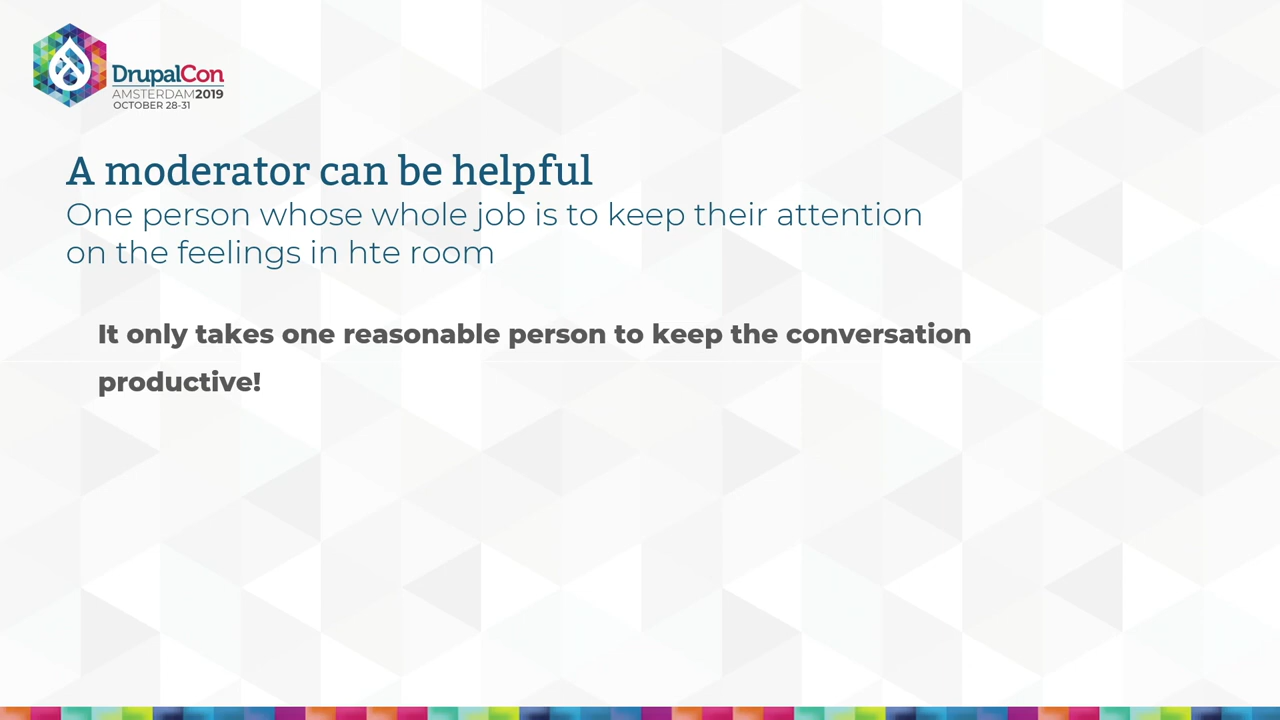 DrupalCon
AMSTERDAM2019
OCTOBER 28-31
A moderator can be helpful
One person whose whole job is to keep their attention
on the feelings in hte room
It only takes one reasonable person to keep the conversation
productive!